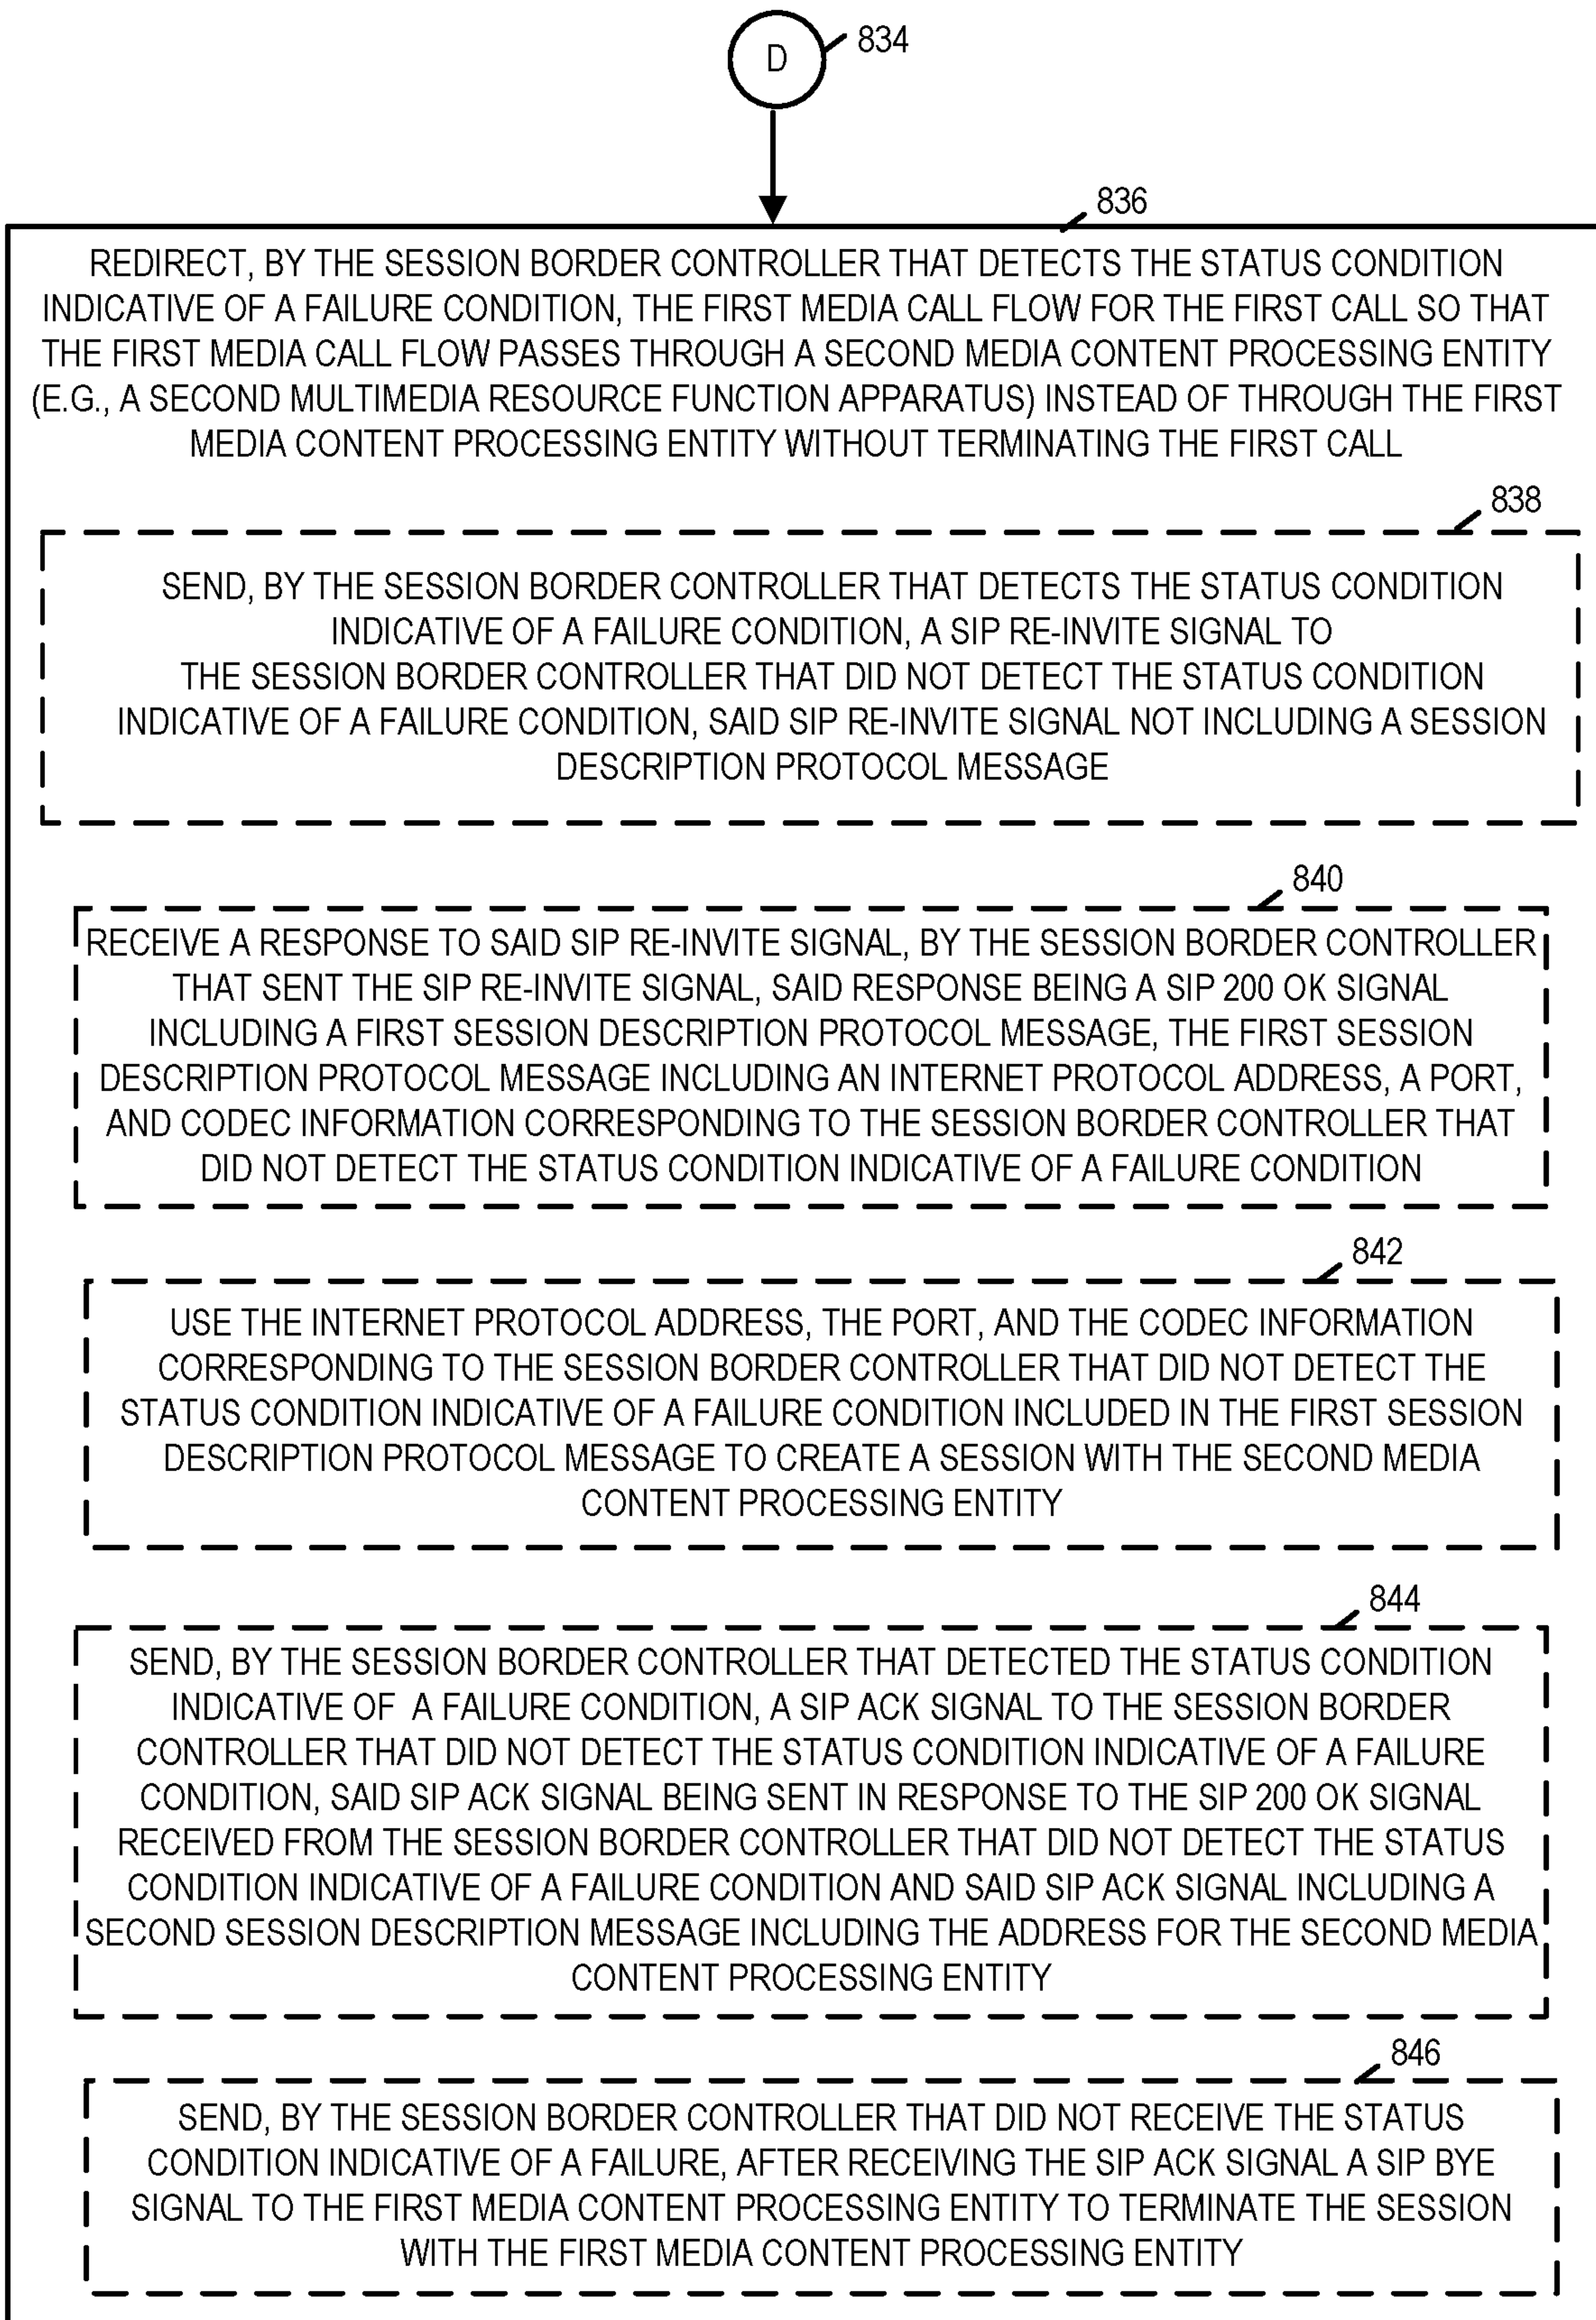 D
834
836
REDIRECT, BY THE SESSION BORDER CONTROLLER THAT DETECTS THE STATUS CONDITION
INDICATIVE OF A FAILURE CONDITION, THE FIRST MEDIA CALL FLOW FOR THE FIRST CALL SO THAT
THE FIRST MEDIA CALL FLOW PASSES THROUGH A SECOND MEDIA CONTENT PROCESSING ENTITY
(E.G., A SECOND MULTIMEDIA RESOURCE FUNCTION APPARATUS) INSTEAD OF THROUGH THE FIRST
MEDIA CONTENT PROCESSING ENTITY WITHOUT TERMINATING THE FIRST CALL
838
SEND, BY THE SESSION BORDER CONTROLLER THAT DETECTS THE STATUS CONDITION
INDICATIVE OF A FAILURE CONDITION, A SIP RE-INVITE SIGNAL TO
THE SESSION BORDER CONTROLLER THAT DID NOT DETECT THE STATUS CONDITION
INDICATIVE OF A FAILURE CONDITION, SAID SIP RE-INVITE SIGNAL NOT INCLUDING A SESSION
DESCRIPTION PROTOCOL MESSAGE
840
RECEIVE A RESPONSE TO SAID SIP RE-INVITE SIGNAL, BY THE SESSION BORDER CONTROLLER
THAT SENT THE SIP RE-INVITE SIGNAL, SAID RESPONSE BEING A SIP 200 OK SIGNAL
INCLUDING A FIRST SESSION DESCRIPTION PROTOCOL MESSAGE, THE FIRST SESSION
DESCRIPTION PROTOCOL MESSAGE INCLUDING AN INTERNET PROTOCOL ADDRESS, A PORT,
AND CODEC INFORMATION CORRESPONDING TO THE SESSION BORDER CONTROLLER THAT
DID NOT DETECT THE STATUS CONDITION INDICATIVE OF A FAILURE CONDITION
842
USE THE INTERNET PROTOCOL ADDRESS, THE PORT, AND THE CODEC INFORMATION
CORRESPONDING TO THE SESSION BORDER CONTROLLER THAT DID NOT DETECT THE
STATUS CONDITION INDICATIVE OF A FAILURE CONDITION INCLUDED IN THE FIRST SESSION
DESCRIPTION PROTOCOL MESSAGE TO CREATE A SESSION WITH THE SECOND MEDIA
CONTENT PROCESSING ENTITY
844
SEND, BY THE SESSION BORDER CONTROLLER THAT DETECTED THE STATUS CONDITION
INDICATIVE OF A FAILURE CONDITION, A SIP ACK SIGNAL TO THE SESSION BORDER
CONTROLLER THAT DID NOT DETECT THE STATUS CONDITION INDICATIVE OF A FAILURE
CONDITION, SAID SIP ACK SIGNAL BEING SENT IN RESPONSE TO THE SIP 200 OK SIGNAL
RECEIVED FROM THE SESSION BORDER CONTROLLER THAT DID NOT DETECT THE STATUS
CONDITION INDICATIVE OF A FAILURE CONDITION AND SAID SIP ACK SIGNAL INCLUDING A
SECOND SESSION DESCRIPTION MESSAGE INCLUDING THE ADDRESS FOR THE SECOND MEDIA
CONTENT PROCESSING ENTITY
846
SEND, BY THE SESSION BORDER CONTROLLER THAT DID NOT RECEIVE THE STATUS
CONDITION INDICATIVE OF A FAILURE, AFTER RECEIVING THE SIP ACK SIGNAL A SIP BYE
SIGNAL TO THE FIRST MEDIA CONTENT PROCESSING ENTITY TO TERMINATE THE SESSION
WITH THE FIRST MEDIA CONTENT PROCESSING ENTITY